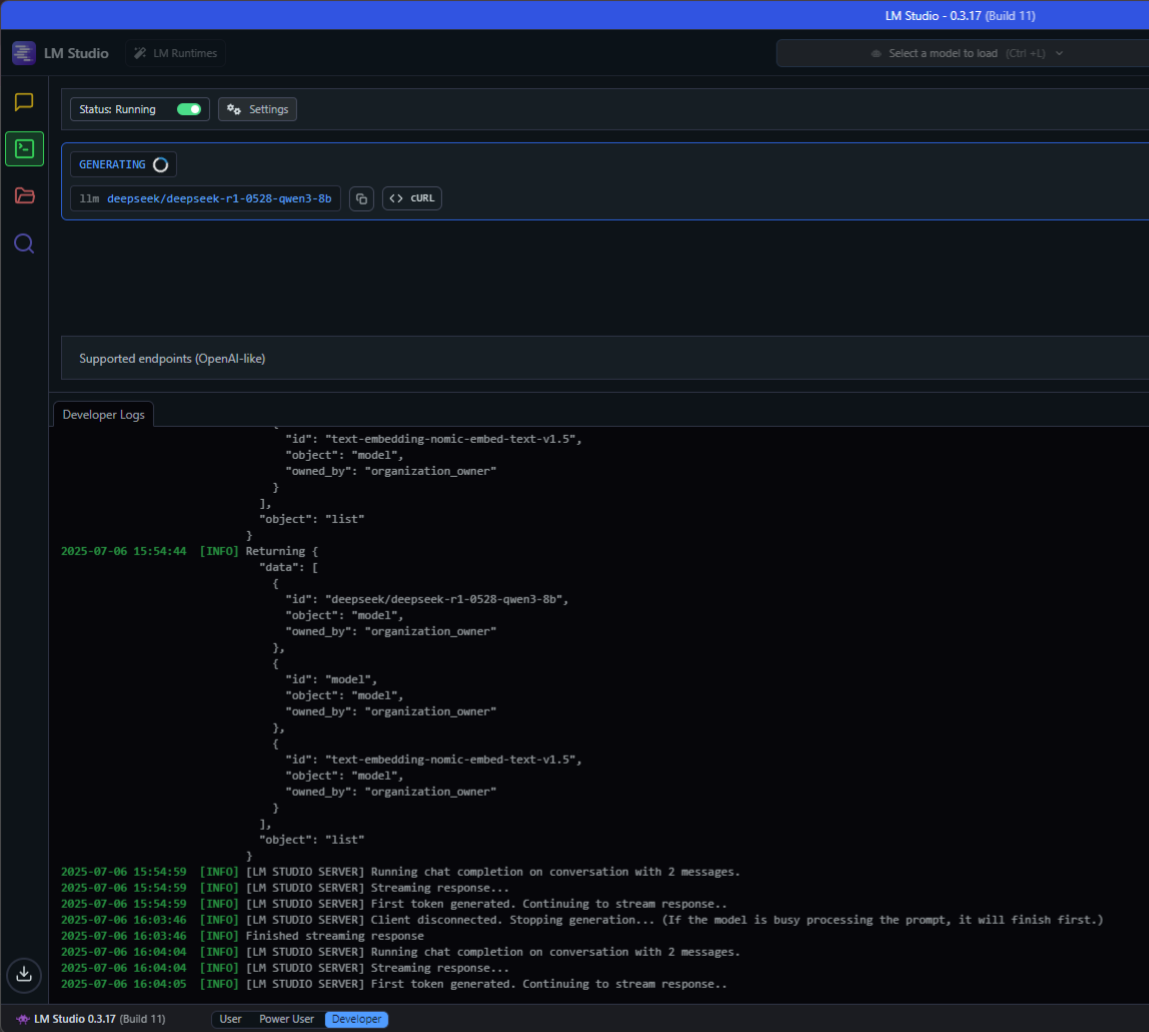 LM Studio - 0.3.17 (Build 11)
LM Studio LM Runtimes Select a model to load (Ctrl +L)
Status: Running Settings
GENERATING
llm deepseek/deepseek-r1-0528-qwen3-8b <> cURL
Supported endpoints (OpenAI-like)
Developer Logs
{
"id": "text-embedding-nomic-embed-text-v1.5",
"object": "model",
"owned_by": "organization_owner"
}
],
"object": "list"
}
2025-07-06 15:54:44 [INFO] Returning {
"data": [
{
"id": "deepseek/deepseek-r1-0528-qwen3-8b",
"object": "model",
"owned_by": "organization_owner"
},
{
"id": "model",
"object": "model",
"owned_by": "organization_owner"
},
{
"id": "text-embedding-nomic-embed-text-v1.5",
"object": "model",
"owned_by": "organization_owner"
}
],
"object": "list"
}
2025-07-06 15:54:59 [INFO] [LM STUDIO SERVER] Running chat completion on conversation with 2 messages.
2025-07-06 15:54:59 [INFO] [LM STUDIO SERVER] Streaming response...
2025-07-06 15:54:59 [INFO] [LM STUDIO SERVER] First token generated. Continuing to stream response..
2025-07-06 16:03:46 [INFO] [LM STUDIO SERVER] Client disconnected. Stopping generation... (If the model is busy processing the prompt, it will finish first.)
2025-07-06 16:03:46 [INFO] Finished streaming response
2025-07-06 16:04:04 [INFO] [LM STUDIO SERVER] Running chat completion on conversation with 2 messages.
2025-07-06 16:04:04 [INFO] [LM STUDIO SERVER] Streaming response...
2025-07-06 16:04:05 [INFO] [LM STUDIO SERVER] First token generated. Continuing to stream response..
LM Studio 0.3.17 (Build 11) User Power User Developer